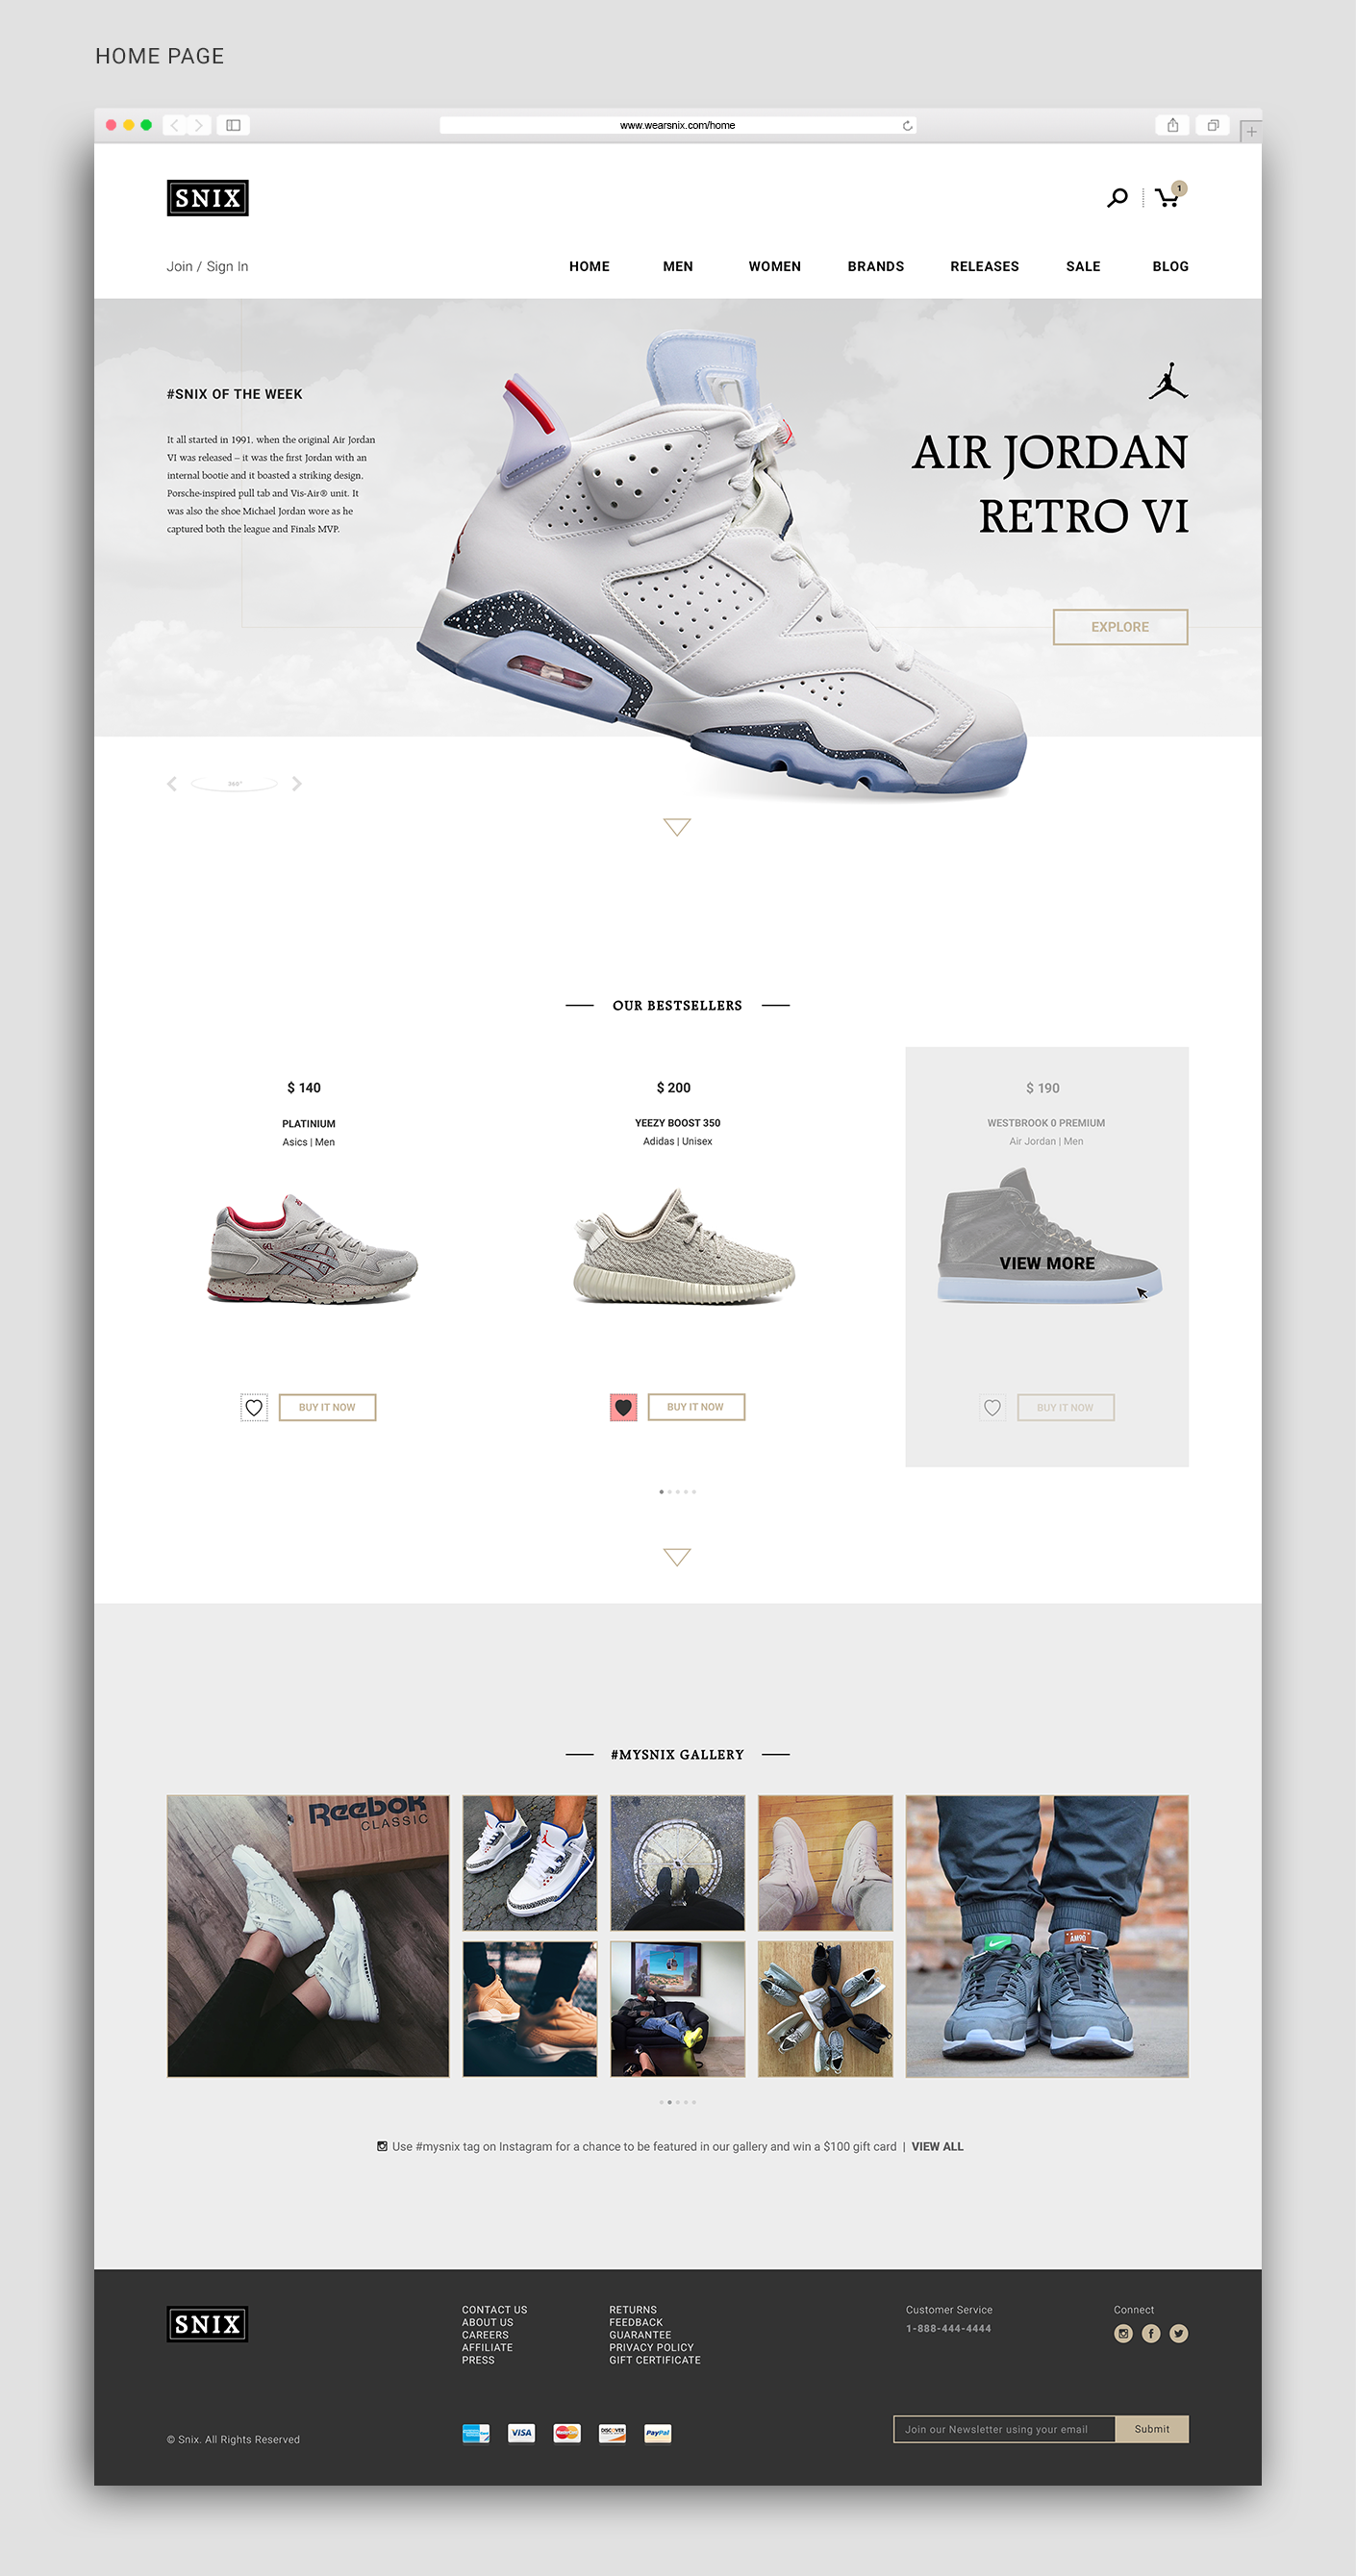 HOME PAGE
www.wearsnix.com/home
SNIX
1
Join / Sign In
HOME MEN WOMEN BRANDS RELEASES SALE BLOG
#SNIX OF THE WEEK
It all started in 1991, when the original Air Jordan
VI was released – it was the first Jordan with an
internal bootie and it boasted a striking design,
Porsche-inspired pull tab and Vis-Air® unit. It
was also the shoe Michael Jordan wore as he
captured both the league and Finals MVP.
AIR JORDAN
RETRO VI
EXPLORE
360°
OUR BESTSELLERS
$ 140
PLATINIUM
Asics | Men
GEL
BUY IT NOW
$ 200
YEEZY BOOST 350
Adidas | Unisex
BUY IT NOW
$ 190
WESTBROOK 0 PREMIUM
Air Jordan | Men
VIEW MORE
BUY IT NOW
#MYSNIX GALLERY
Reebok
CLASSIC
AM90
Use #mysnix tag on Instagram for a chance to be featured in our gallery and win a $100 gift card | VIEW ALL
SNIX
CONTACT US
ABOUT US
CAREERS
AFFILIATE
PRESS
RETURNS
FEEDBACK
GUARANTEE
PRIVACY POLICY
GIFT CERTIFICATE
Customer Service
1-888-444-4444
Connect
© Snix. All Rights Reserved
VISA
MasterCard
DISCOVER
PayPal
Join our Newsletter using your email
Submit